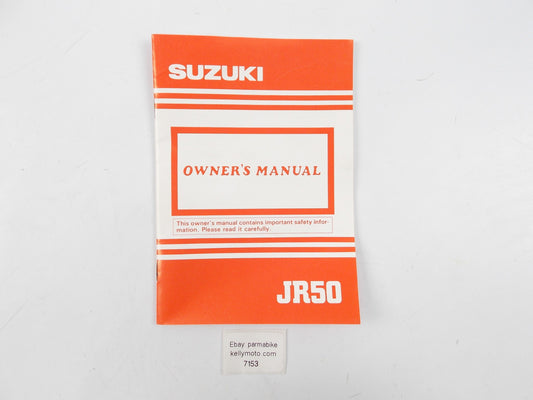 SUZUKI
OWNER'S MANUAL
This owner's manual contains important safety infor-
mation. Please read it carefully.
JR50
Ebay parmabike
kellymoto.com
7153